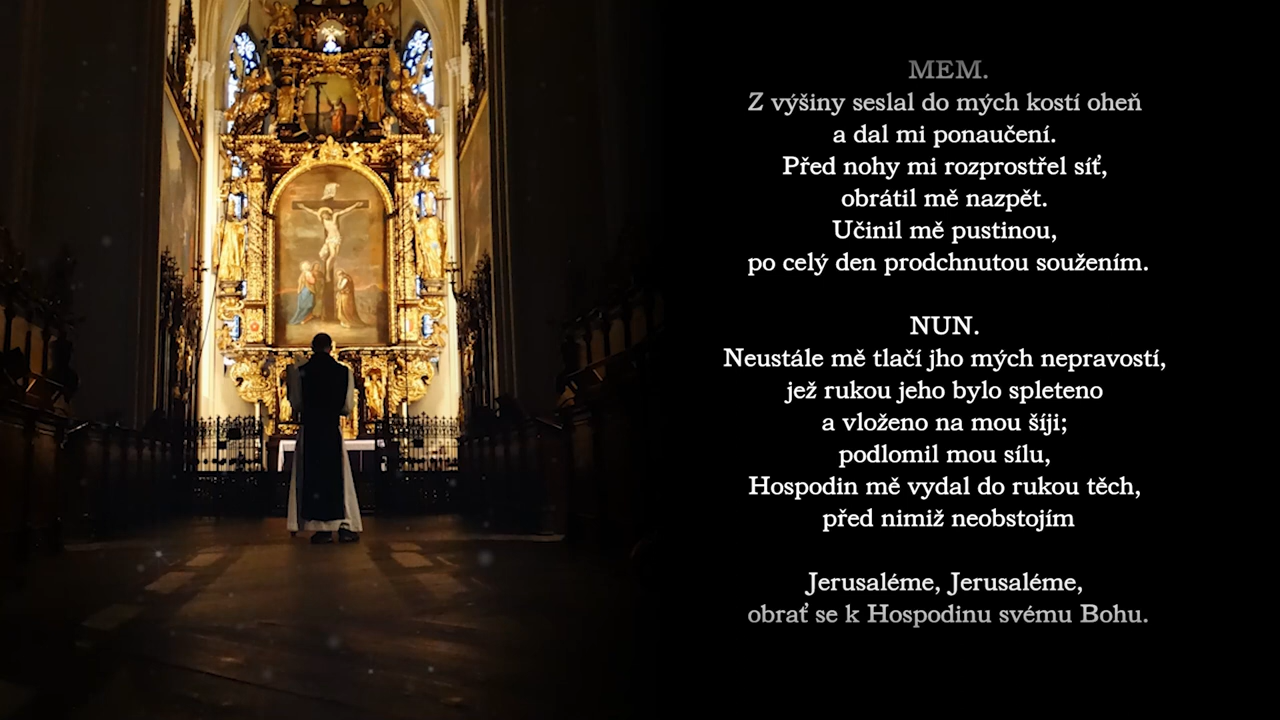 MEM.
Z výšiny seslal do mých kostí oheň
a dal mi ponaučení.
Před nohy mi rozprostřel síť,
obrátil mě nazpět.
Učinil mě pustinou,
po celý den prodchnutou soužením.
NUN.
Neustále mě tlačí jho mých nepravostí,
jež rukou jeho bylo spleteno
a vloženo na mou šíji;
podlomil mou sílu,
Hospodin mě vydal do rukou těch,
před nimiž neobstojím
Jerusaléme, Jerusaléme,
obrať se k Hospodinu svému Bohu.